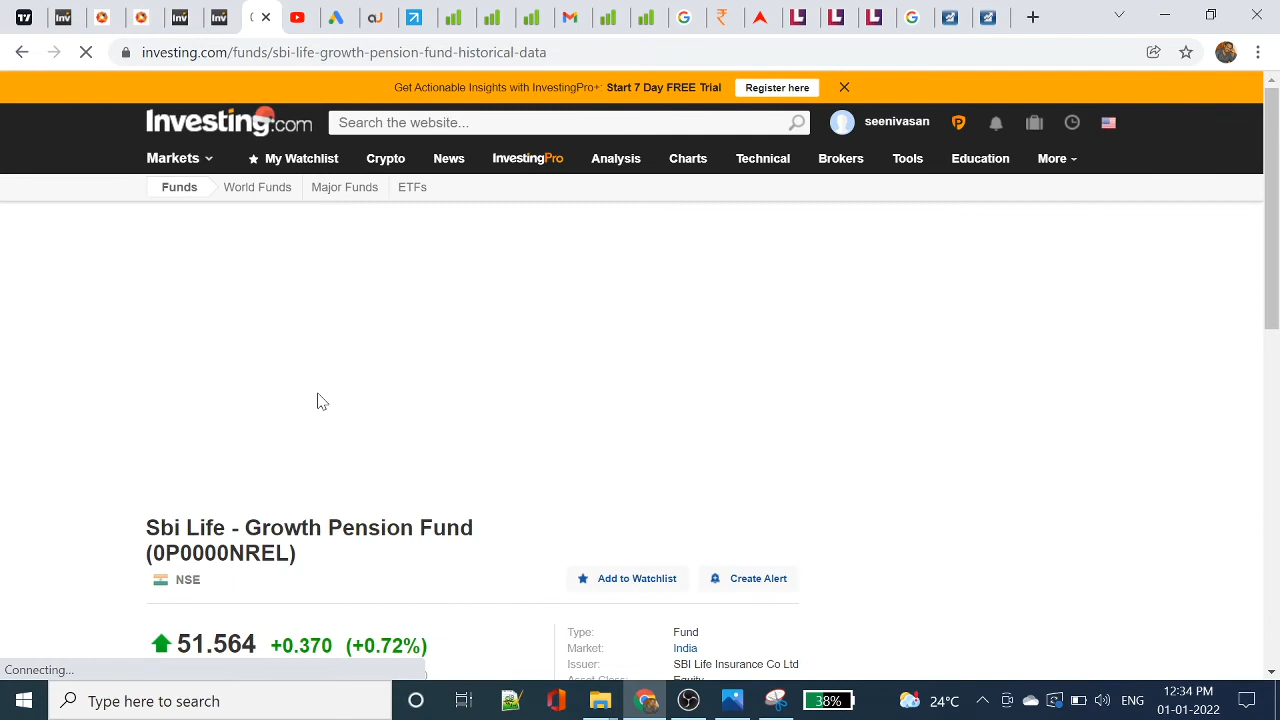 investing.com/funds/sbi-life-growth-pension-fund-historical-data
Get Actionable Insights with InvestingPro+: Start 7 Day FREE Trial Register here
Investing.com Search the website... seenivasan
Markets My Watchlist Crypto News InvestingPro Analysis Charts Technical Brokers Tools Education More
Funds World Funds Major Funds ETFs
Sbi Life - Growth Pension Fund
(0P0000NREL)
NSE
Add to Watchlist Create Alert
51.564 +0.370 (+0.72%)
Type: Fund
Market: India
Issuer: SBI Life Insurance Co Ltd
Asset Class: Equity
Connecting...
Type here to search
38% 24°C ENG 12:34 PM
01-01-2022